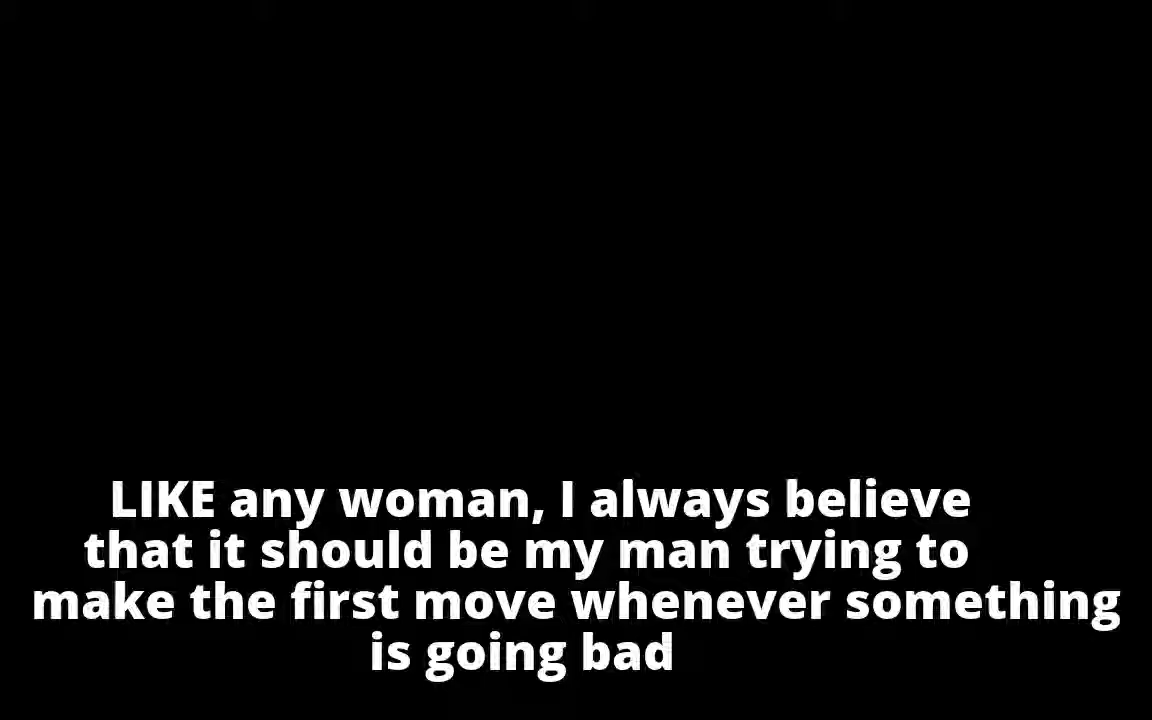 LIKE any woman, I always believe
that it should be my man trying to
make the first move whenever something
is going bad